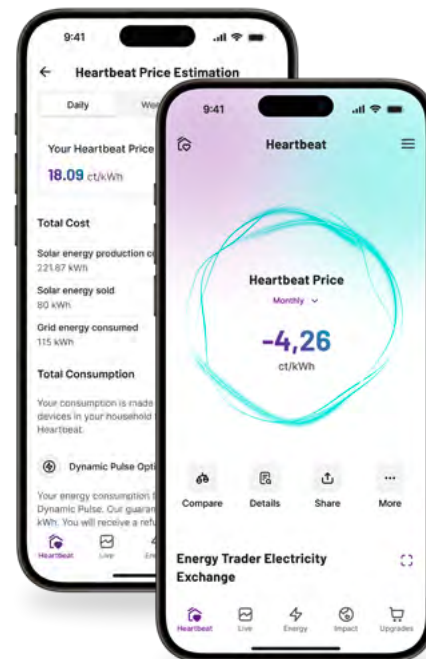 9:41
Heartbeat Price Estimation
Daily
Your Heartbeat Price
18.09 ct/kWh
Total Cost
Solar energy production
221.87 kWh
Solar energy sold
80 kWh
Grid energy consumed
115 kWh
Total Consumption
Your consumption is made
devices in your household
Heartbeat.
Dynamic Pulse Opti
Your energy consumption
Dynamic Pulse. Our guaran
kWh. You will receive a
Heartbeat
Live
9:41
Heartbeat
Heartbeat Price
Monthly
-4,26
ct/kWh
Compare
Details
Share
More
Energy Trader Electricity
Exchange
Heartbeat
Live
Energy
Impact
Upgrades